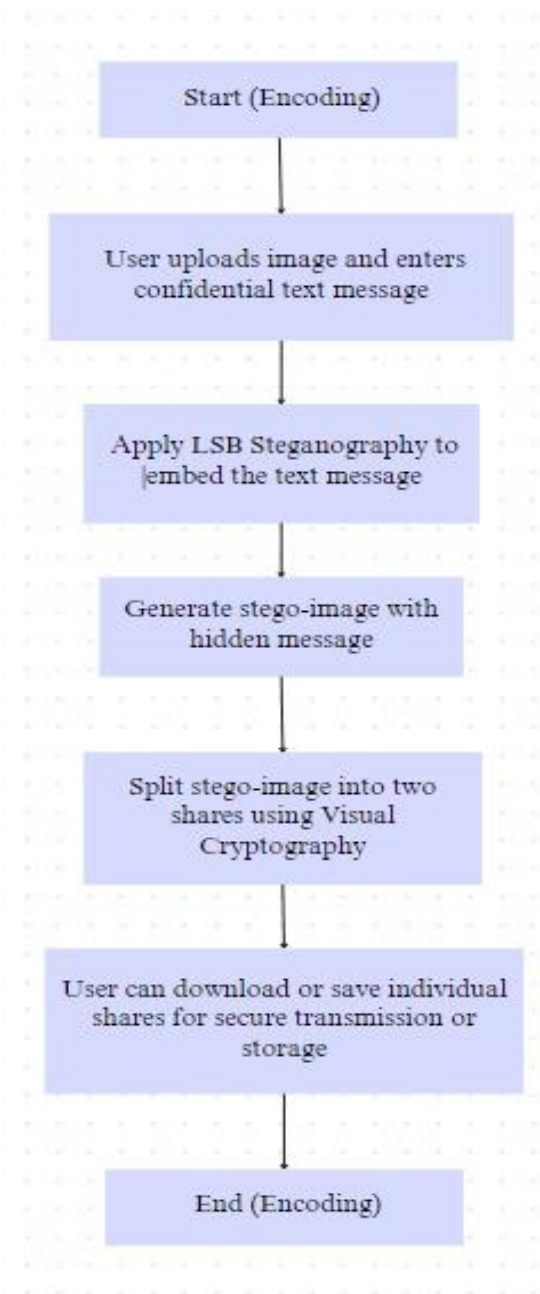 Start (Encoding)
User uploads image and enters
confidential text message
Apply LSB Steganography to
|embed the text message
Generate stego-image with
hidden message
Split stego-image into two
shares using Visual
Cryptography
User can download or save individual
shares for secure transmission or
storage
End (Encoding)